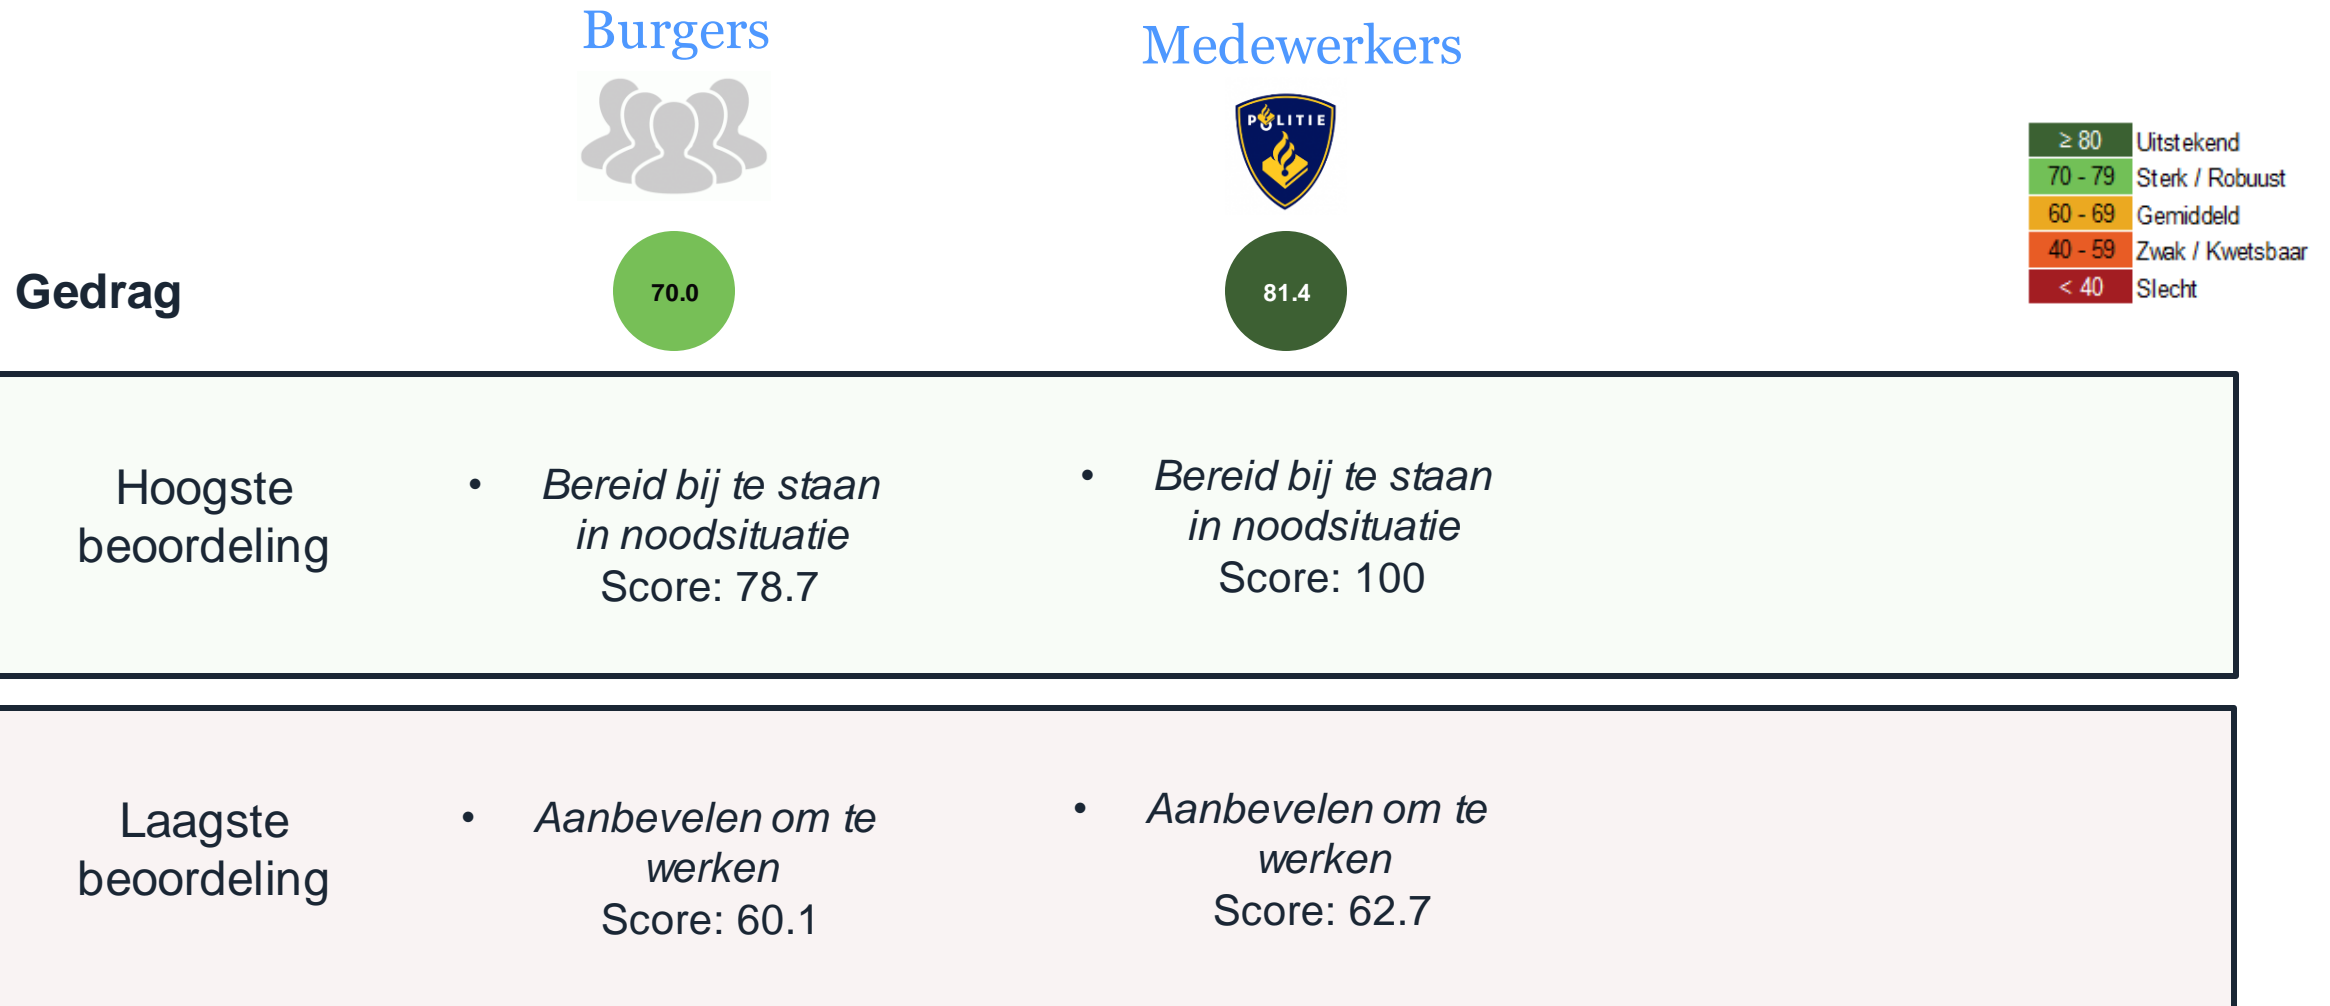 Burgers
Medewerkers
POLITIE
≥ 80 Uitstekend
70 - 79 Sterk / Robuust
60 - 69 Gemiddeld
40 - 59 Zwak / Kwetsbaar
< 40 Slecht
Gedrag
70.0
81.4
Hoogste
beoordeling
• Bereid bij te staan
in noodsituatie
Score: 78.7
• Bereid bij te staan
in noodsituatie
Score: 100
Laagste
beoordeling
• Aanbevelen om te
werken
Score: 60.1
• Aanbevelen om te
werken
Score: 62.7